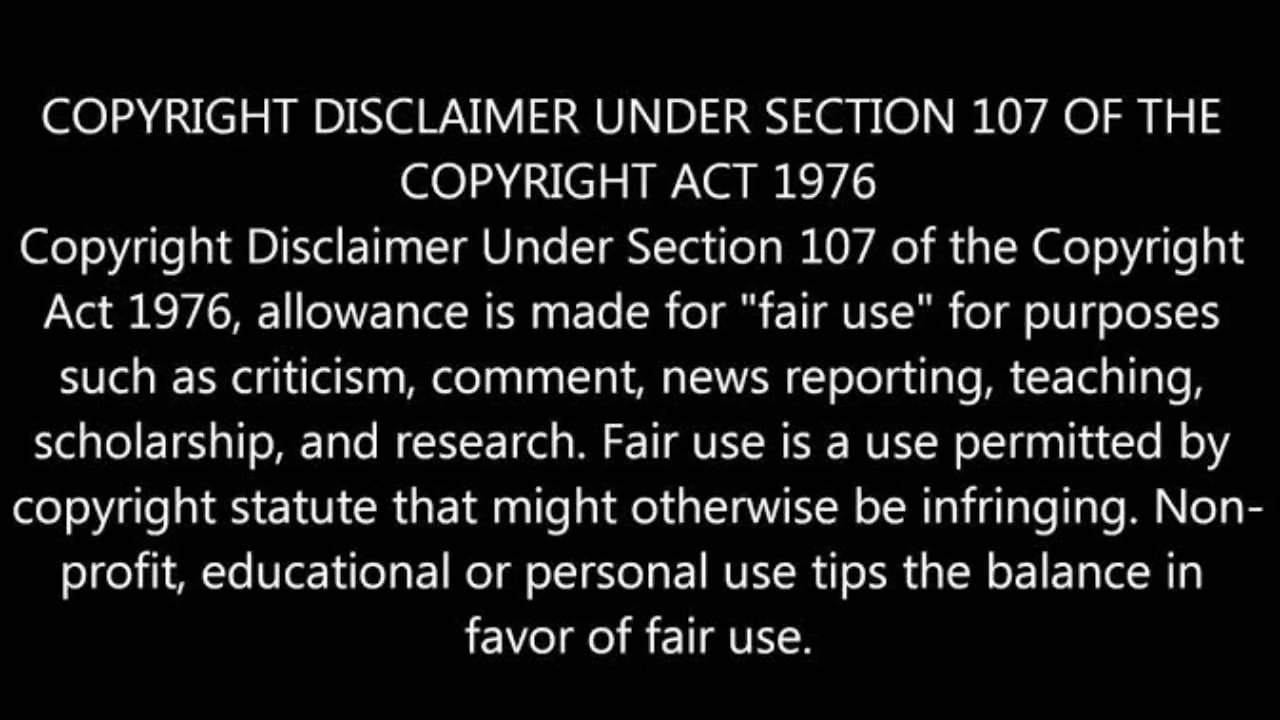 COPYRIGHT DISCLAIMER UNDER SECTION 107 OF THE
COPYRIGHT ACT 1976
Copyright Disclaimer Under Section 107 of the Copyright
Act 1976, allowance is made for "fair use" for purposes
such as criticism, comment, news reporting, teaching,
scholarship, and research. Fair use is a use permitted by
copyright statute that might otherwise be infringing. Non-
profit, educational or personal use tips the balance in
favor of fair use.